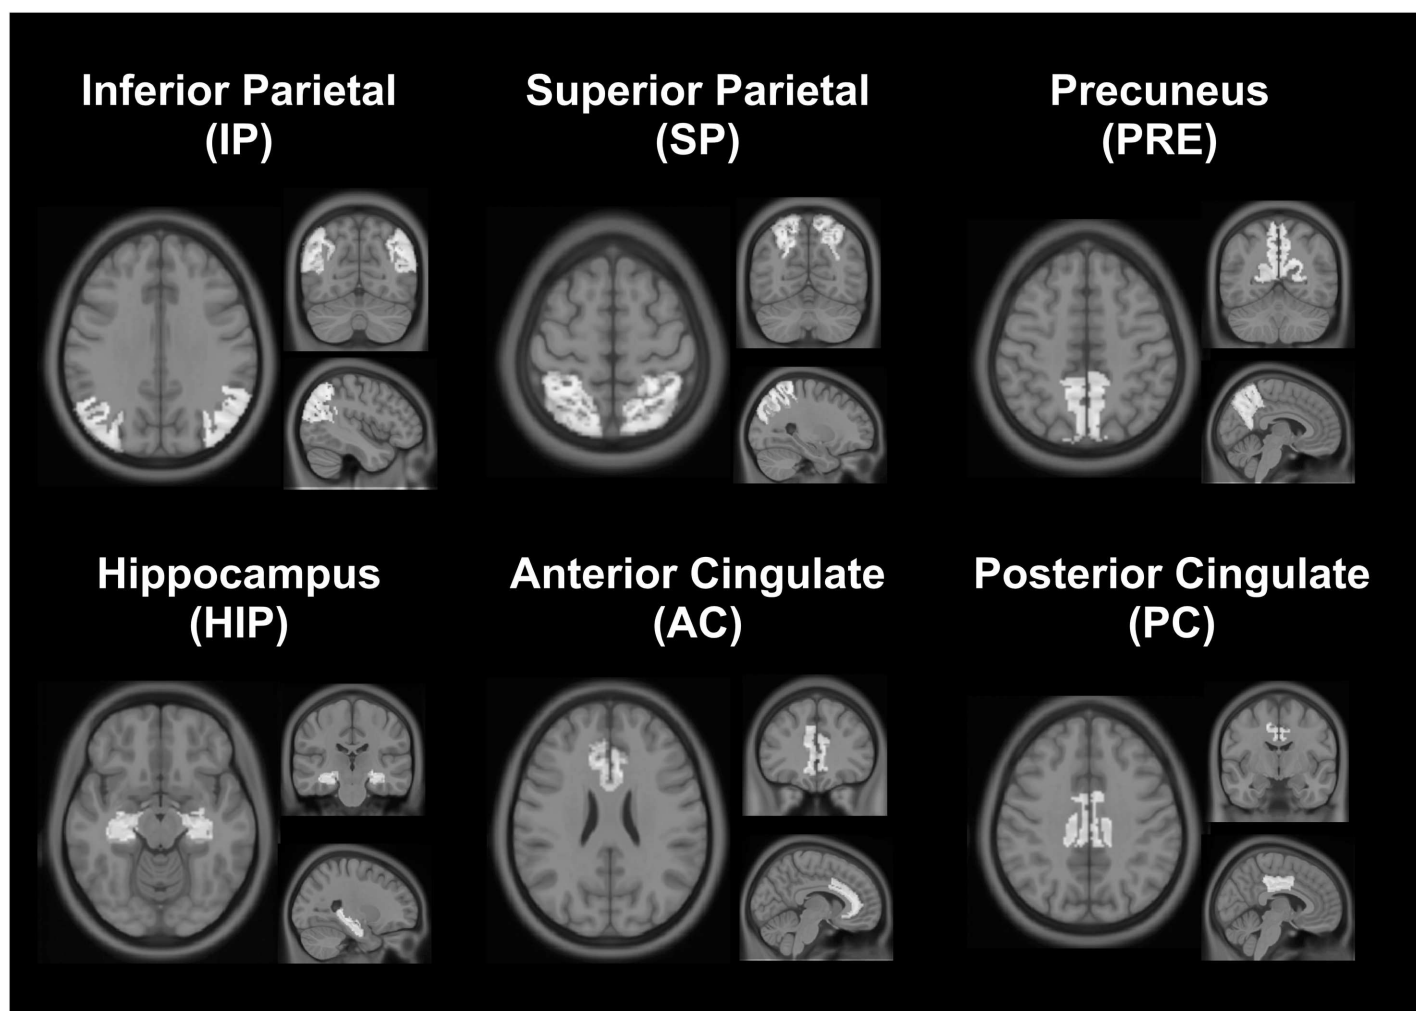 Inferior Parietal
(IP)
Superior Parietal
(SP)
Precuneus
(PRE)
Hippocampus
(HIP)
Anterior Cingulate
(AC)
Posterior Cingulate
(PC)